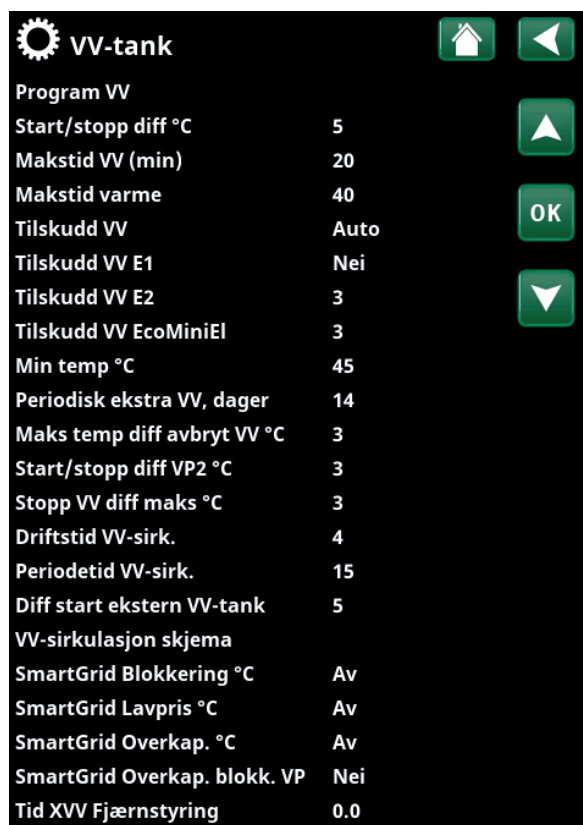 VV-tank
Program VV
Start/stopp diff °C 5
Makstid VV (min) 20
Makstid varme 40
OK
Tilskudd VV Auto
Tilskudd VV E1 Nei
Tilskudd VV E2 3
Tilskudd VV EcoMiniEl 3
Min temp °C 45
Periodisk ekstra VV, dager 14
Maks temp diff avbryt VV °C 3
Start/stopp diff VP2 °C 3
Stopp VV diff maks °C 3
Driftstid VV-sirk. 4
Periodetid VV-sirk. 15
Diff start ekstern VV-tank 5
VV-sirkulasjon skjema
SmartGrid Blokkering °C Av
SmartGrid Lavpris °C Av
SmartGrid Overkap. °C Av
SmartGrid Overkap. blokk. VP Nei
Tid XVV Fjærnstyring 0.0